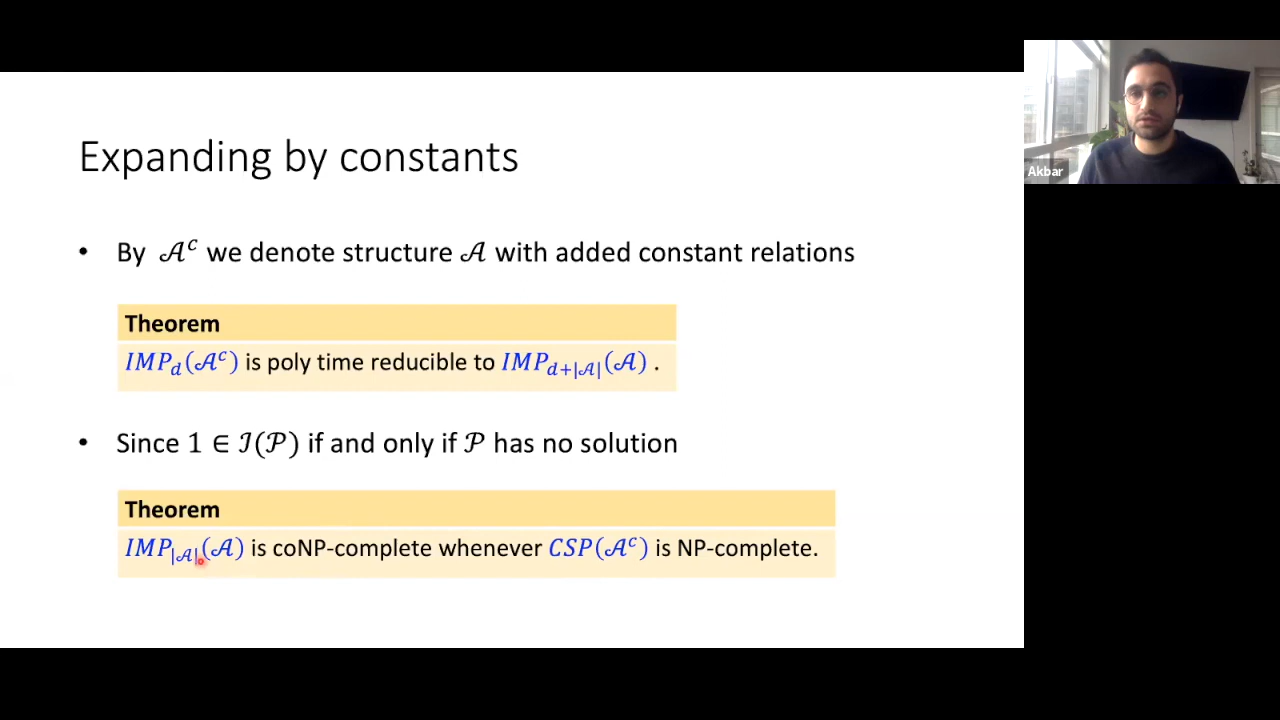 Expanding by constants
• By 𝒜ᶜ we denote structure 𝒜 with added constant relations
Theorem
IMP_d(𝒜ᶜ) is poly time reducible to IMP_{d+|𝒜|}(𝒜) .
• Since 1 ∈ ℐ(𝒫) if and only if 𝒫 has no solution
Theorem
IMP_{|𝒜|}(𝒜) is coNP-complete whenever CSP(𝒜ᶜ) is NP-complete.
Akbar